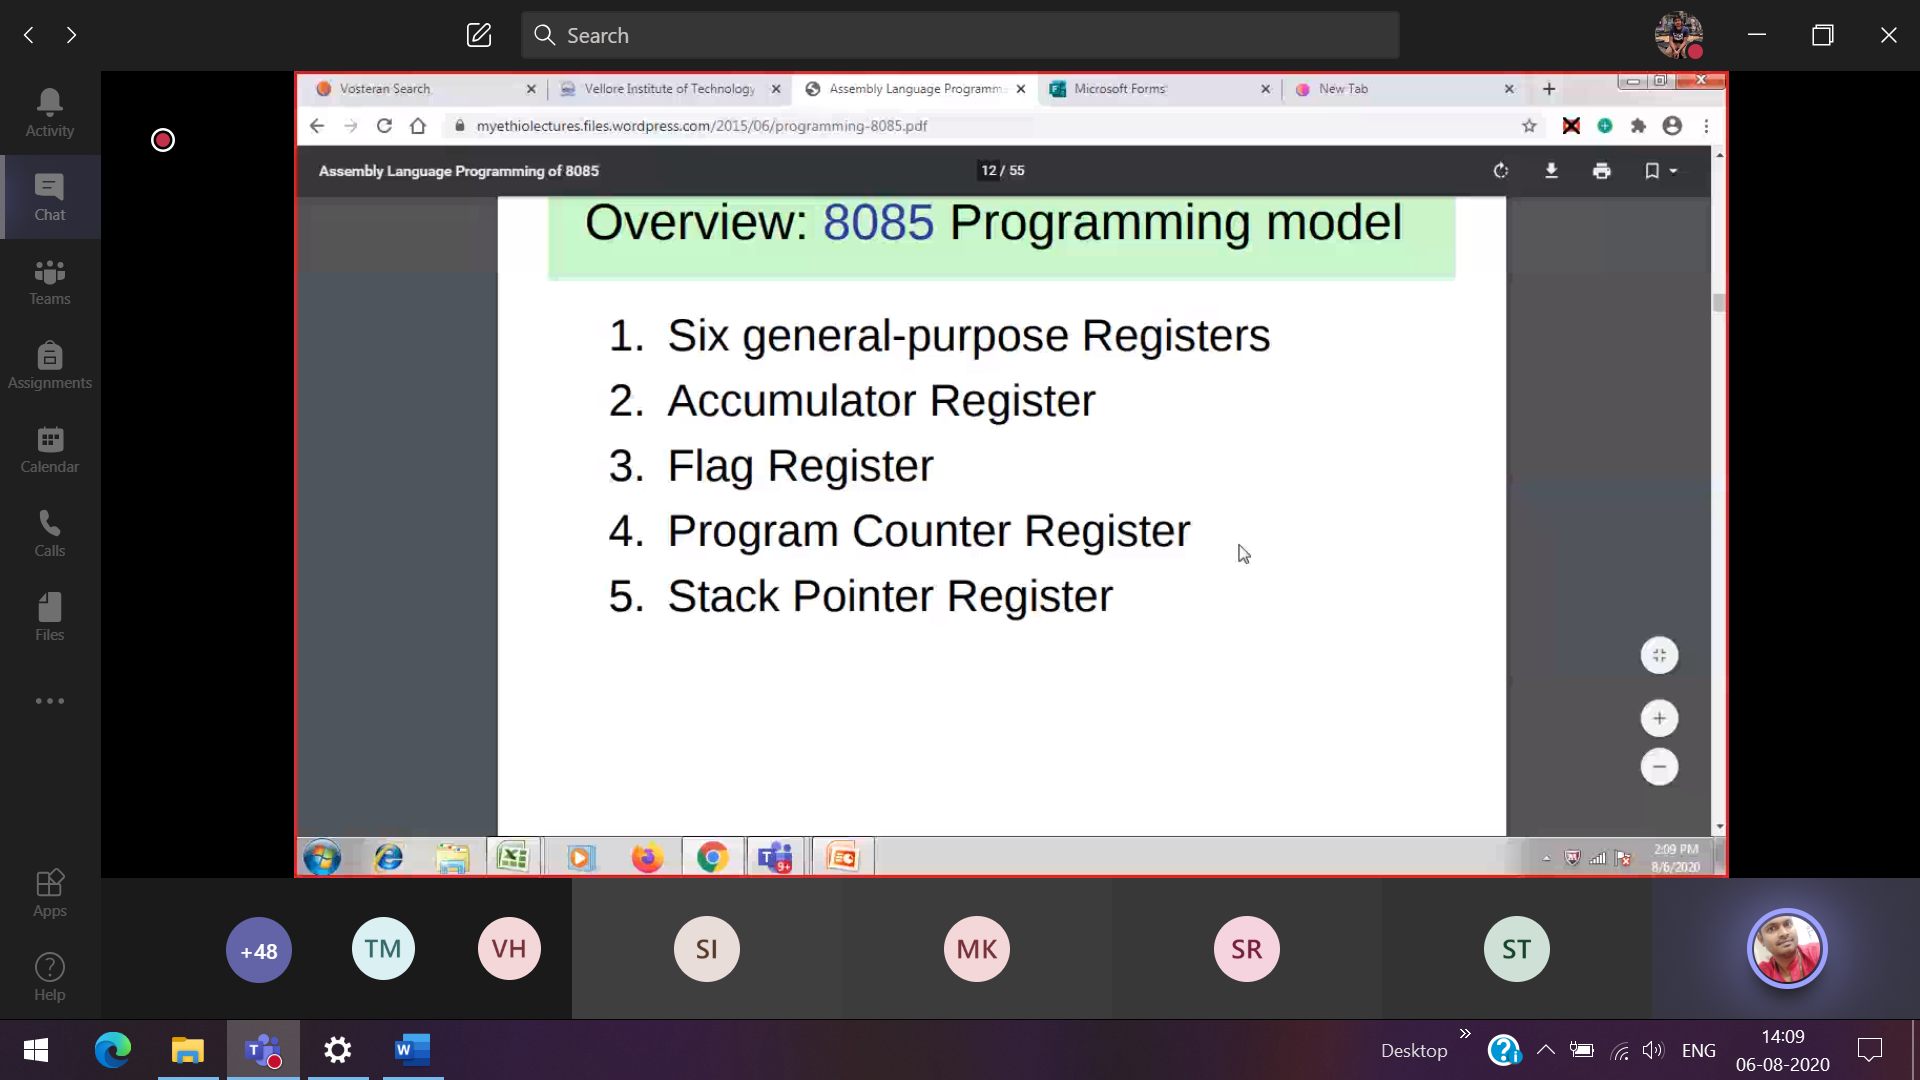 Search
Activity
Chat
Teams
Assignments
Calendar
Calls
Files
Apps
Help
Vosteran Search
Vellore Institute of Technology
Assembly Language Programm
Microsoft Forms
New Tab
myethiolectures.files.wordpress.com/2015/06/programming-8085.pdf
Assembly Language Programming of 8085
12 / 55
Overview: 8085 Programming model
1. Six general-purpose Registers
2. Accumulator Register
3. Flag Register
4. Program Counter Register
5. Stack Pointer Register
T
9+
2:09 PM
8/6/2020
+48
TM
VH
SI
MK
SR
ST
T
W
Desktop
ENG
14:09
06-08-2020